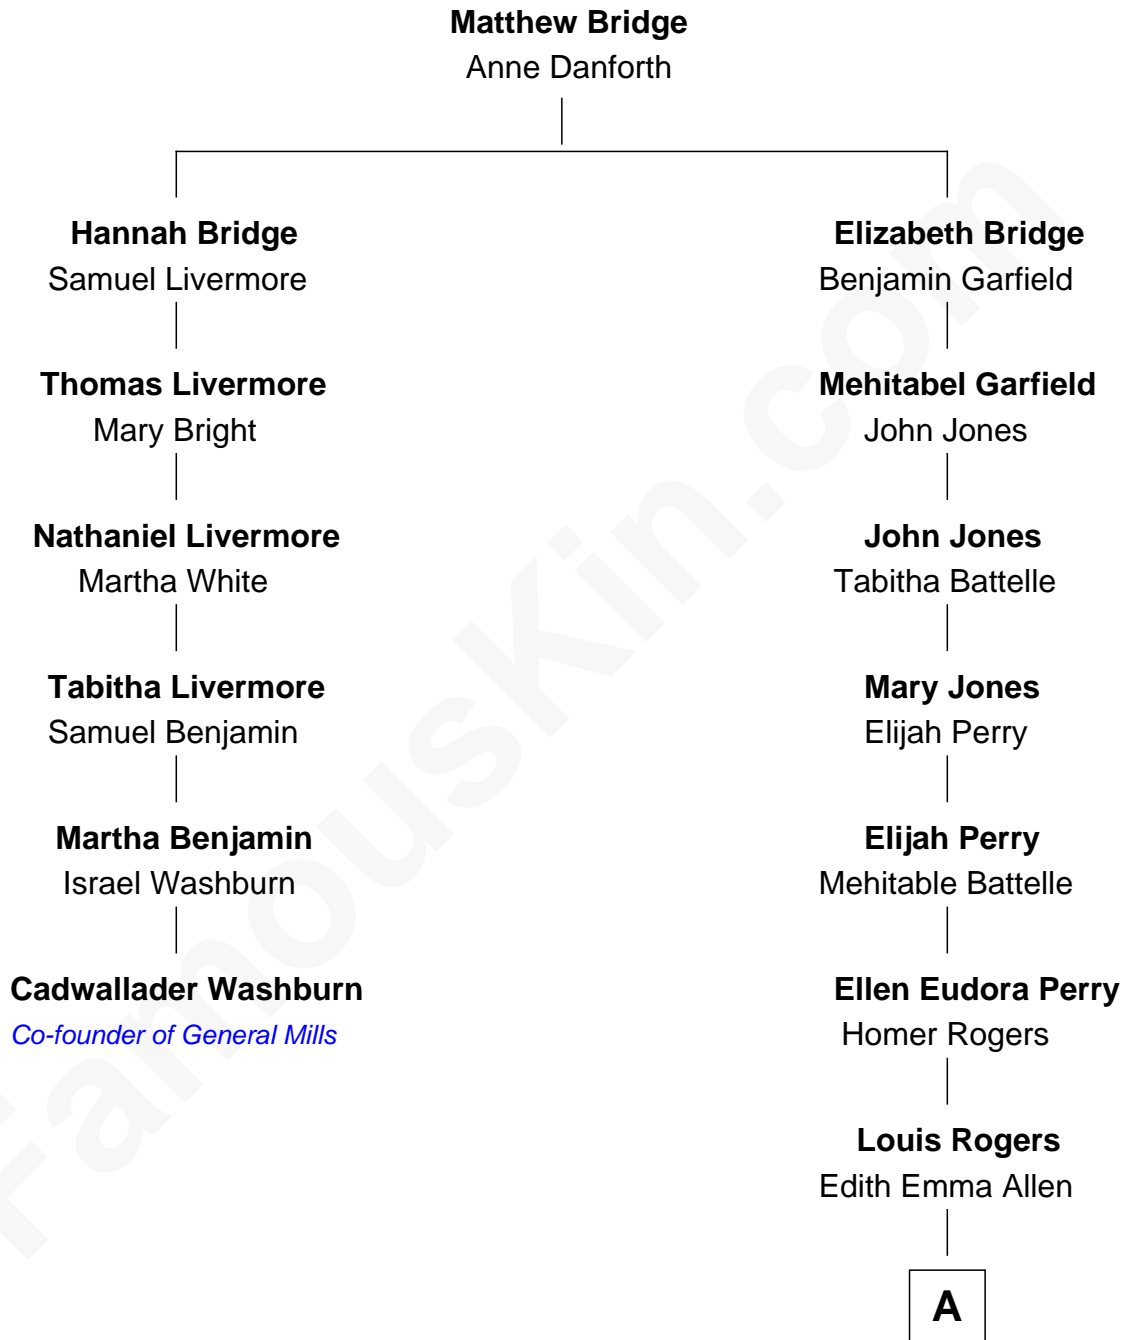 Matthew Bridge
Anne Danforth
Hannah Bridge
Samuel Livermore
Elizabeth Bridge
Benjamin Garfield
Thomas Livermore
Mary Bright
Mehitabel Garfield
John Jones
Nathaniel Livermore
Martha White
John Jones
Tabitha Battelle
Tabitha Livermore
Samuel Benjamin
Mary Jones
Elijah Perry
Martha Benjamin
Israel Washburn
Elijah Perry
Mehitable Battelle
Cadwallader Washburn
Co-founder of General Mills
Ellen Eudora Perry
Homer Rogers
Louis Rogers
Edith Emma Allen
A
FamousKin.com